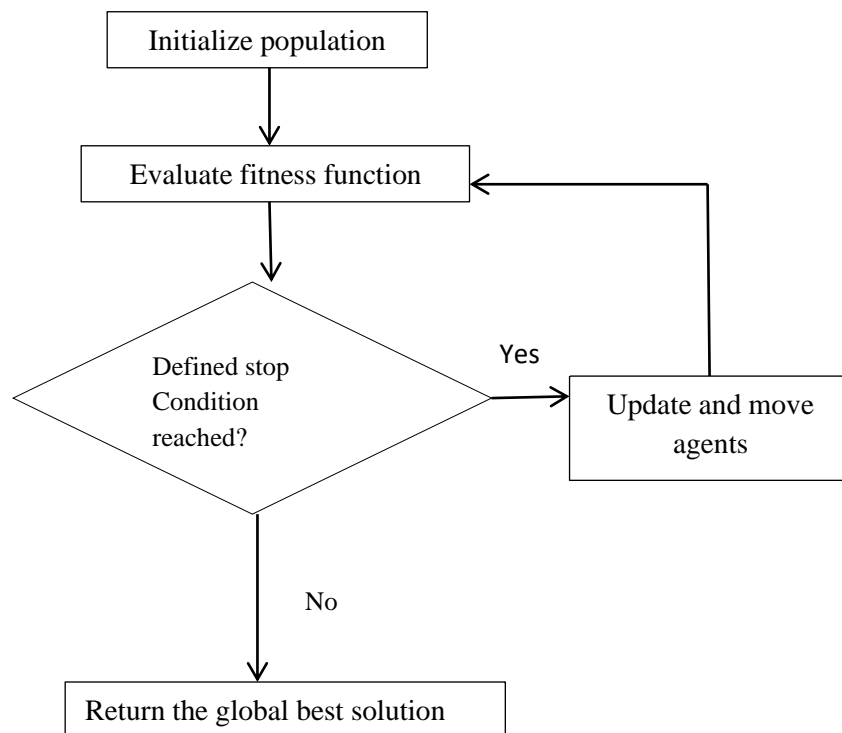 Initialize population
Evaluate fitness function
Defined stop
Condition
reached?
Yes
Update and move
agents
No
Return the global best solution